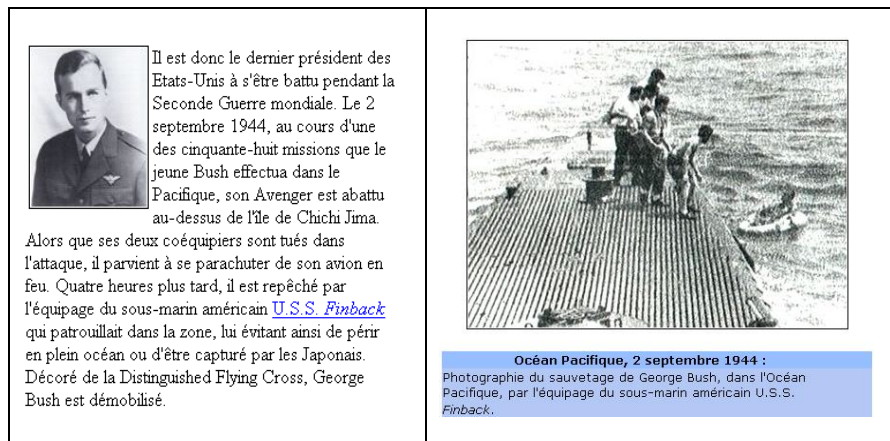 Il est donc le dernier président des
Etats-Unis à s'être battu pendant la
Seconde Guerre mondiale. Le 2
septembre 1944, au cours d'une
des cinquante-huit missions que le
jeune Bush effectua dans le
Pacifique, son Avenger est abattu
au-dessus de l'île de Chichi Jima.
Alors que ses deux coéquipiers sont tués dans
l'attaque, il parvient à se parachuter de son avion en
feu. Quatre heures plus tard, il est repêché par
l'équipage du sous-marin américain U.S.S. Finback
qui patrouillait dans la zone, lui évitant ainsi de périr
en plein océan ou d'être capturé par les Japonais.
Décoré de la Distinguished Flying Cross, George
Bush est démobilisé.
Océan Pacifique, 2 septembre 1944 :
Photographie du sauvetage de George Bush, dans l'Océan
Pacifique, par l'équipage du sous-marin américain U.S.S.
Finback.